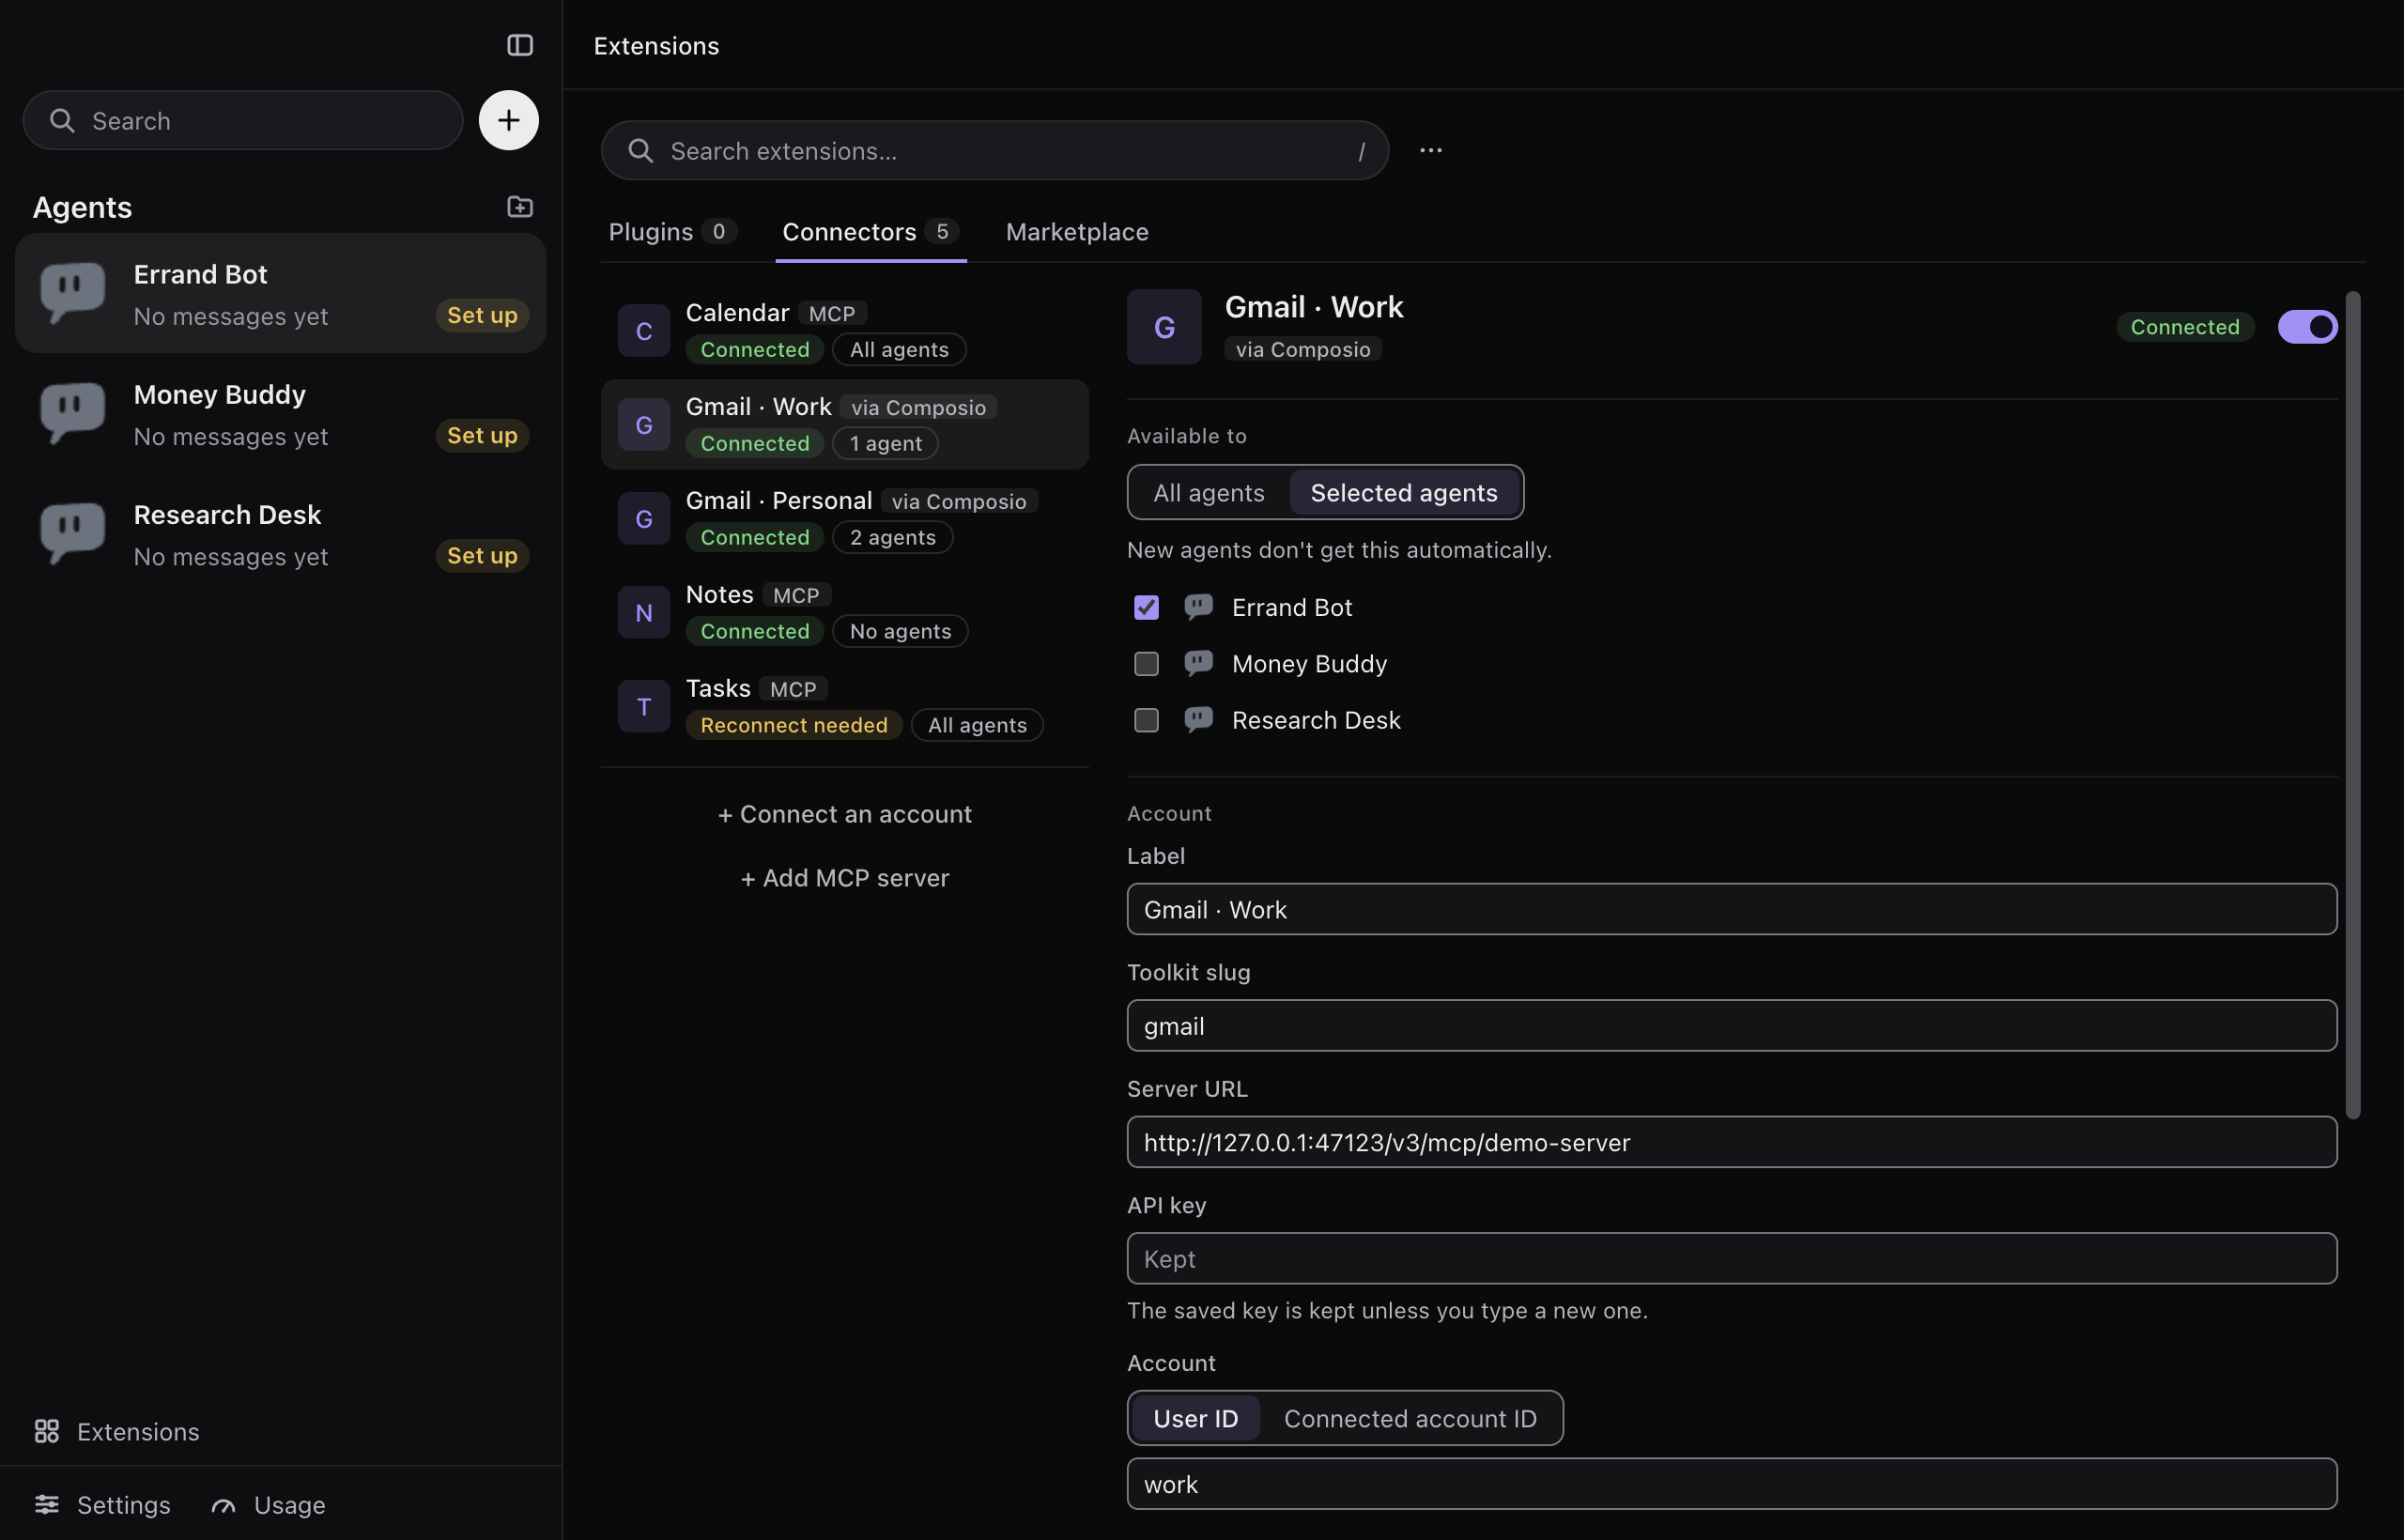 Extensions
Search
Search extensions...
/
Agents
Plugins 0
Connectors 5
Marketplace
Errand Bot
No messages yet
Set up
Money Buddy
No messages yet
Set up
Research Desk
No messages yet
Set up
C
Calendar MCP
Connected All agents
G
Gmail · Work via Composio
Connected 1 agent
G
Gmail · Personal via Composio
Connected 2 agents
N
Notes MCP
Connected No agents
T
Tasks MCP
Reconnect needed All agents
+ Connect an account
+ Add MCP server
G
Gmail · Work
via Composio
Connected
Available to
All agents Selected agents
New agents don't get this automatically.
Errand Bot
Money Buddy
Research Desk
Account
Label
Gmail · Work
Toolkit slug
gmail
Server URL
http://127.0.0.1:47123/v3/mcp/demo-server
API key
Kept
The saved key is kept unless you type a new one.
Account
User ID Connected account ID
work
Extensions
Settings Usage